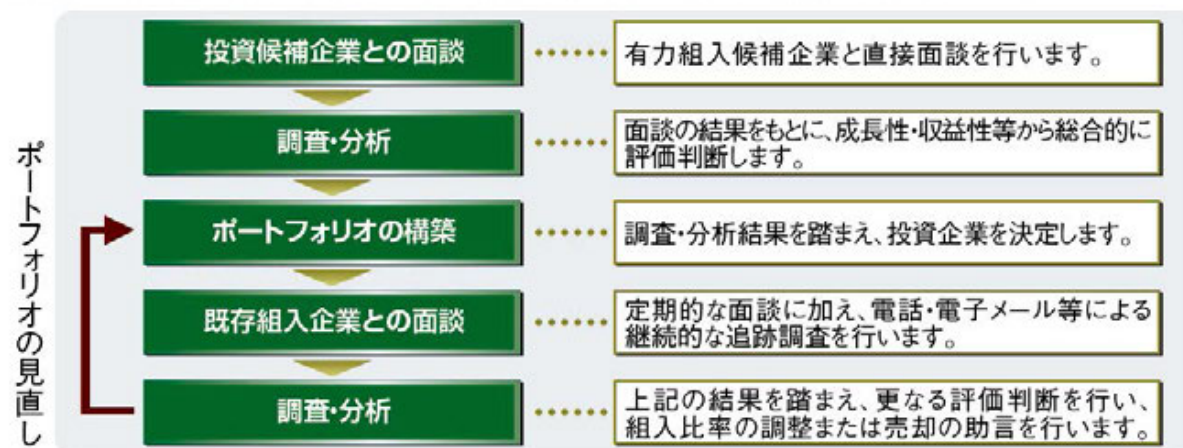 投資候補企業との面談
有力組入候補企業と直接面談を行います。
調査・分析
面談の結果をもとに、成長性・収益性等から総合的に
評価判断します。
ポートフォリオの構築
調査・分析結果を踏まえ、投資企業を決定します。
既存組入企業との面談
定期的な面談に加え、電話・電子メール等による
継続的な追跡調査を行います。
調査・分析
上記の結果を踏まえ、更なる評価判断を行い、
組入比率の調整または売却の助言を行います。
ポートフォリオの見直し